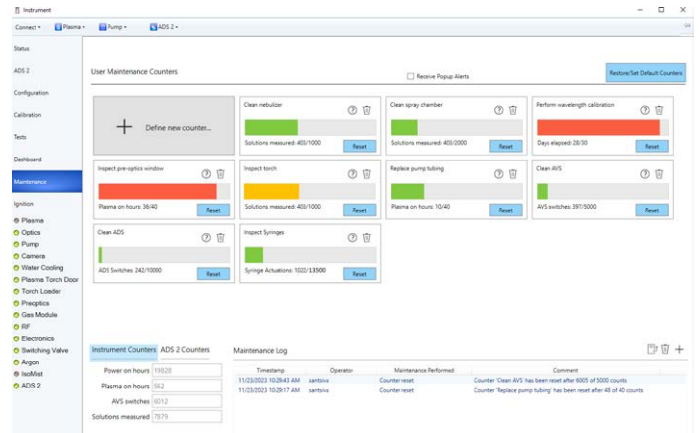 Instrument
Connect
Plasma
Pump
ADS 2
Status
ADS 2
Configuration
Calibration
Tests
Dashboard
Maintenance
Ignition
Plasma
Optics
Pump
Camera
Water Cooling
Plasma Torch Door
Torch Loader
Preoptics
Gas Module
RF
Electronics
Switching Valve
Argon
IsoMist
ADS 2
User Maintenance Counters
Receive Popup Alerts
Restore/Set Default Counters
Define new counter...
Clean nebulizer
Solutions measured: 403/1000
Reset
Clean spray chamber
Solutions measured: 403/2000
Reset
Perform wavelength calibration
Days elapsed: 28/30
Reset
Inspect pre-optics window
Plasma on hours: 36/40
Reset
Inspect torch
Solutions measured: 403/1000
Reset
Replace pump tubing
Plasma on hours: 10/40
Reset
Clean AVS
AVS switches: 397/5000
Reset
Clean ADS
ADS Switches: 242/10000
Reset
Inspect Syringes
Syringe Actuations: 1022/13500
Reset
Instrument Counters ADS 2 Counters
Power on hours 19828
Plasma on hours 562
AVS switches 6012
Solutions measured 7879
Maintenance Log
Timestamp Operator Maintenance Performed Comment
11/23/2023 10:29:43 AM santsiva Counter reset Counter 'Clean AVS' has been reset after 6005 of 5000 counts
11/23/2023 10:29:17 AM santsiva Counter reset Counter 'Replace pump tubing' has been reset after 48 of 40 counts